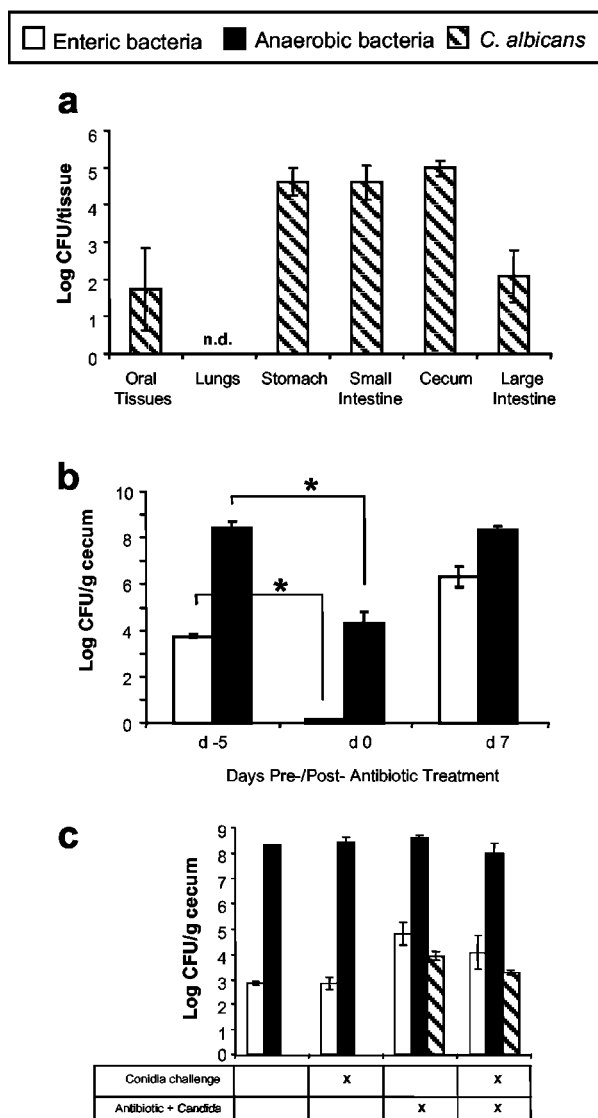 Enteric bacteria Anaerobic bacteria C. albicans
a
Log CFU/tissue
6
5
4
3
2
1
0
n.d.
Oral Tissues Lungs Stomach Small Intestine Cecum Large Intestine
b
Log CFU/g cecum
10
8
6
4
2
0
*
*
d -5 d 0 d 7
Days Pre-/Post- Antibiotic Treatment
c
Log CFU/g cecum
9
8
7
6
5
4
3
2
1
0
Conidia challenge x x
Antibiotic + Candida x x